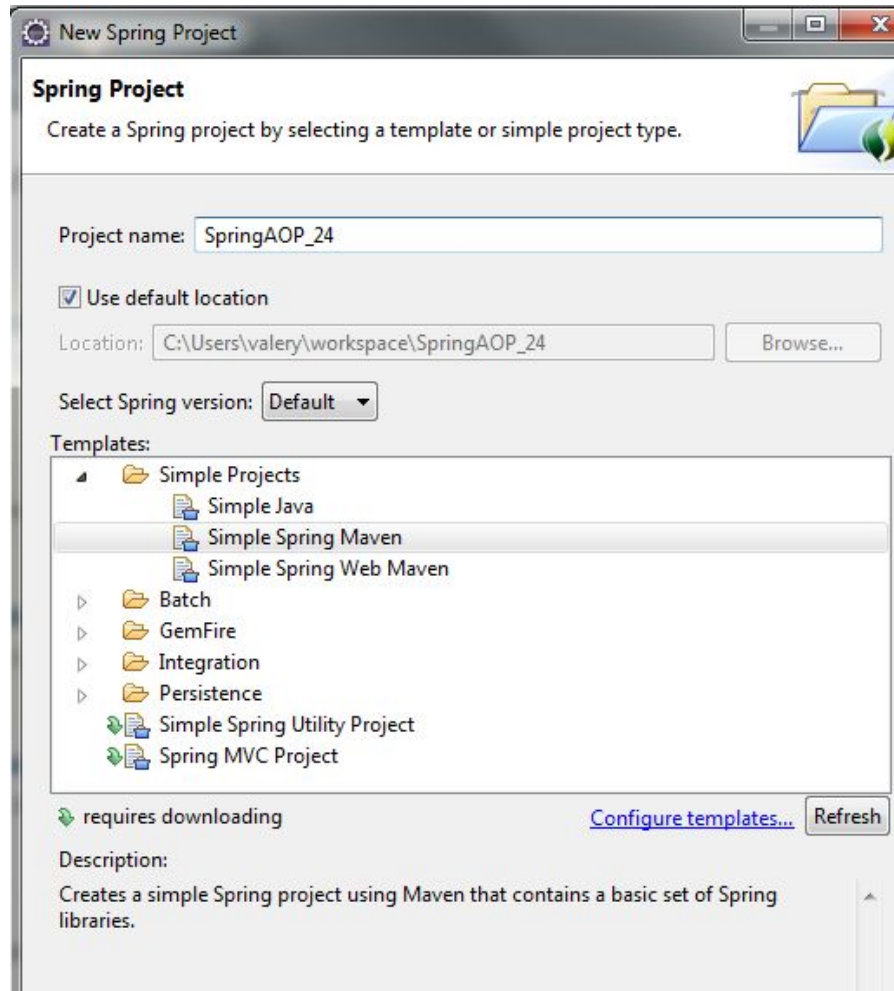 New Spring Project
Spring Project
Create a Spring project by selecting a template or simple project type.
Project name: SpringAOP_24
Use default location
Location: C:\Users\valery\workspace\SpringAOP_24 Browse...
Select Spring version: Default
Templates:
Simple Projects
Simple Java
Simple Spring Maven
Simple Spring Web Maven
Batch
GemFire
Integration
Persistence
Simple Spring Utility Project
Spring MVC Project
requires downloading Configure templates... Refresh
Description:
Creates a simple Spring project using Maven that contains a basic set of Spring
libraries.